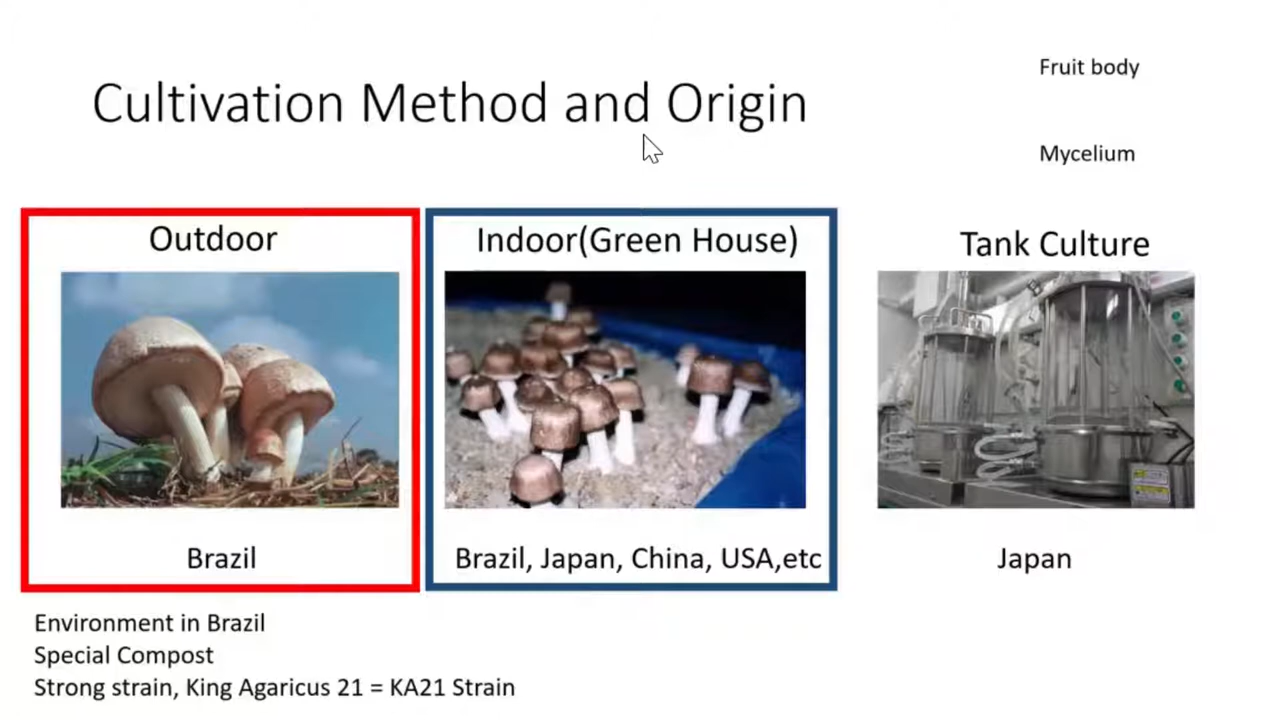 Cultivation Method and Origin
Fruit body
Mycelium
Outdoor
Indoor(Green House)
Tank Culture
Brazil
Brazil, Japan, China, USA,etc
Japan
Environment in Brazil
Special Compost
Strong strain, King Agaricus 21 = KA21 Strain